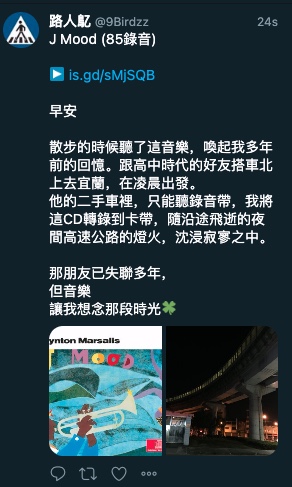 路人㐖 @9Birdzz 24s
J Mood (85錄音)
is.gd/sMjSQB
早安
散步的時候聽了這音樂，喚起我多年
前的回憶。跟高中時代的好友搭車北
上去宜蘭，在凌晨出發。
他的二手車裡，只能聽錄音帶，我將
這CD轉錄到卡帶，隨沿途飛逝的夜
間高速公路的燈火，沈浸寂寥之中。
那朋友已失聯多年，
但音樂
讓我想念那段時光🍀
ynton Marsalis
MOOD